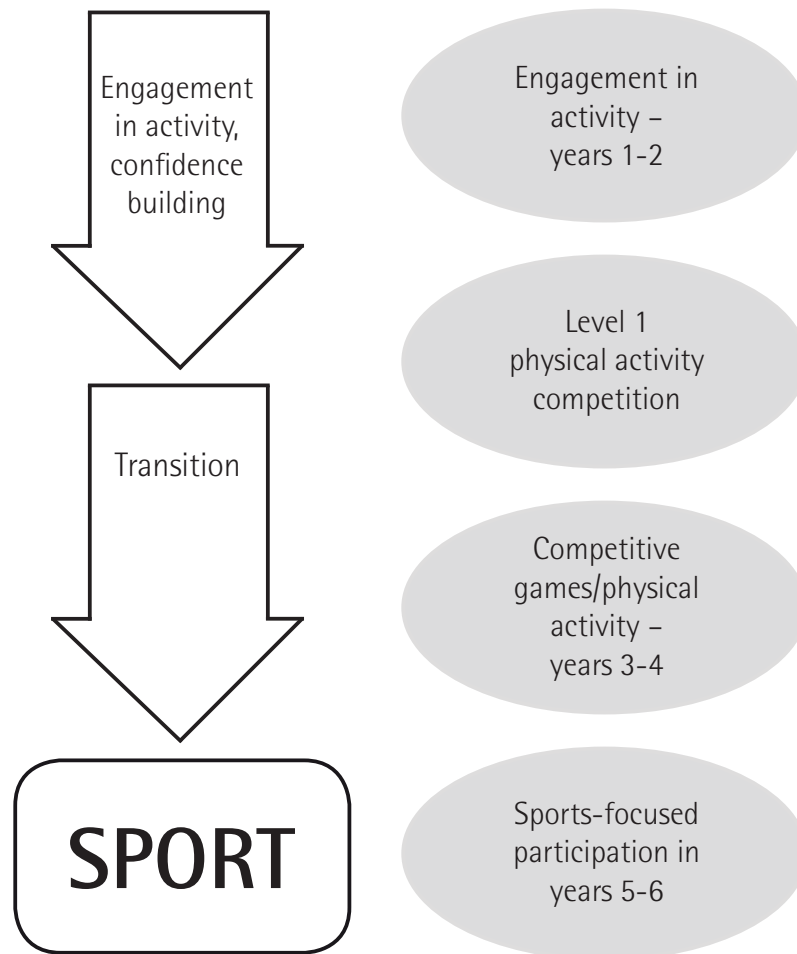 Engagement
in activity,
confidence
building
Engagement in
activity –
years 1-2
Level 1
physical activity
competition
Transition
Competitive
games/physical
activity –
years 3-4
SPORT
Sports-focused
participation in
years 5-6